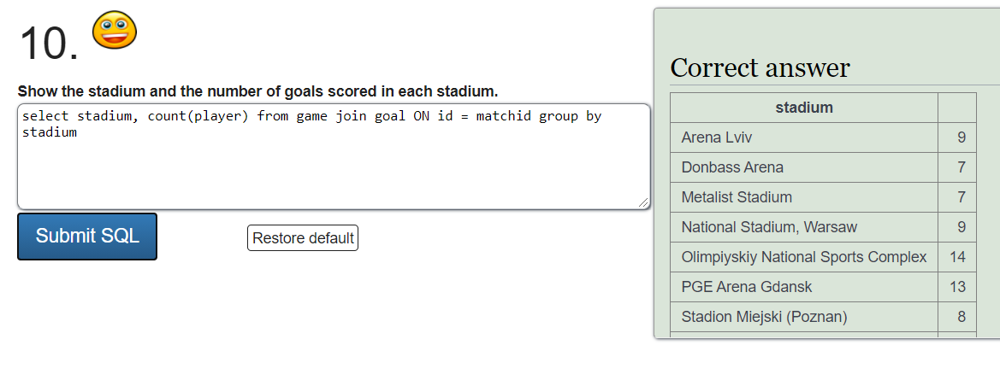 10.
Show the stadium and the number of goals scored in each stadium.
select stadium, count(player) from game join goal ON id = matchid group by
stadium
Submit SQL
Restore default
Correct answer
stadium
Arena Lviv 9
Donbass Arena 7
Metalist Stadium 7
National Stadium, Warsaw 9
Olimpiyskiy National Sports Complex 14
PGE Arena Gdansk 13
Stadion Miejski (Poznan) 8